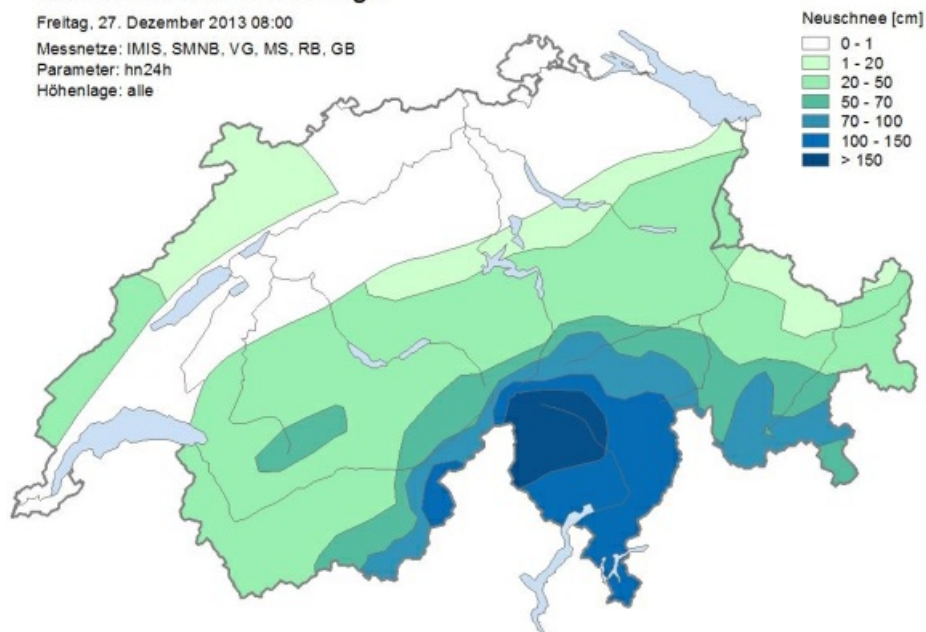 Freitag, 27. Dezember 2013 08:00
Messnetze: IMIS, SMNB, VG, MS, RB, GB
Parameter: hn24h
Höhenlage: alle
Neuschnee [cm]
0 - 1
1 - 20
20 - 50
50 - 70
70 - 100
100 - 150
> 150